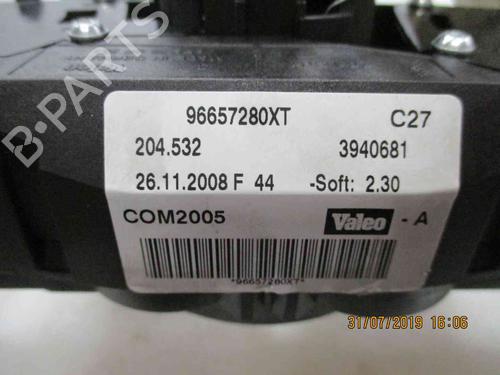 96657280XT C27
204.532 3940681
26.11.2008 F 44 -Soft: 2.30
COM2005 Valeo - A
*96657280XT*
31/07/2019 16:06